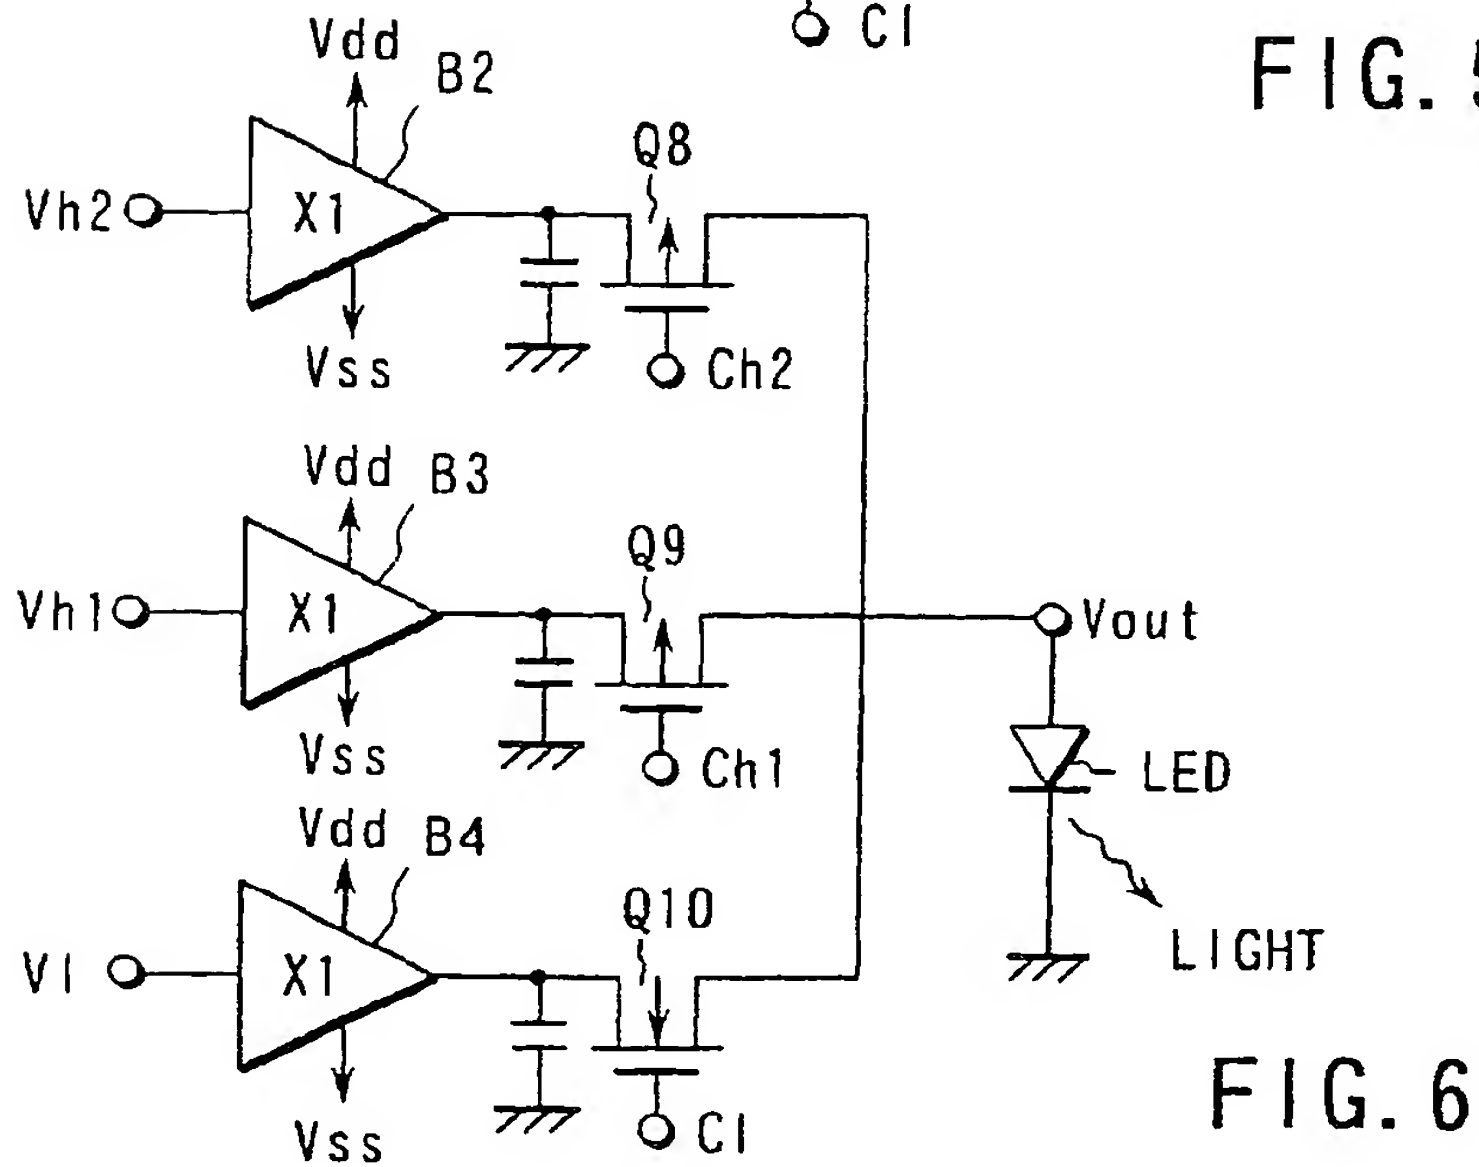 Cl
FIG. 5
Vdd
B2
Q8
Vh2
X1
Vss
Ch2
Vdd
B3
Q9
Vh1
X1
Vout
Vss
Ch1
LED
Vdd
B4
Q10
LIGHT
Vl
X1
Vss
Cl
FIG. 6